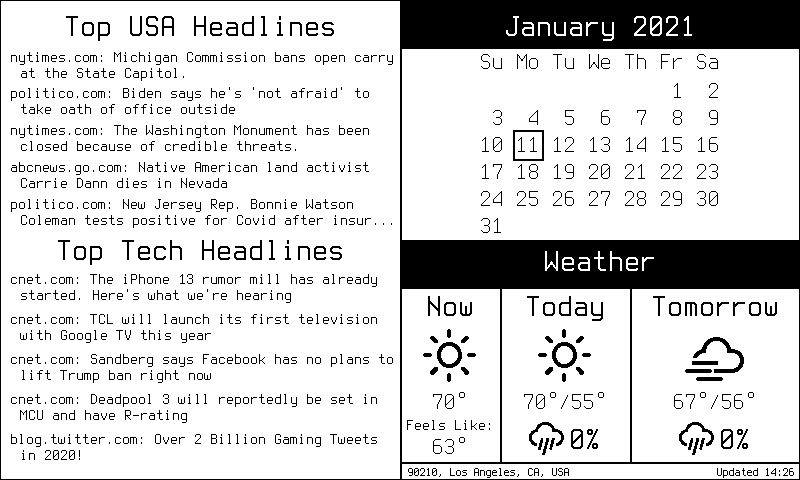 Top USA Headlines
nytimes.com: Michigan Commission bans open carry
at the State Capitol.
politico.com: Biden says he's 'not afraid' to
take oath of office outside
nytimes.com: The Washington Monument has been
closed because of credible threats.
abcnews.go.com: Native American land activist
Carrie Dann dies in Nevada
politico.com: New Jersey Rep. Bonnie Watson
Coleman tests positive for Covid after insur...
Top Tech Headlines
cnet.com: The iPhone 13 rumor mill has already
started. Here's what we're hearing
cnet.com: TCL will launch its first television
with Google TV this year
cnet.com: Sandberg says Facebook has no plans to
lift Trump ban right now
cnet.com: Deadpool 3 will reportedly be set in
MCU and have R-rating
blog.twitter.com: Over 2 Billion Gaming Tweets
in 2020!
January 2021
Su Mo Tu We Th Fr Sa
1 2
3 4 5 6 7 8 9
10 11 12 13 14 15 16
17 18 19 20 21 22 23
24 25 26 27 28 29 30
31
Weather
Now
70°
Feels Like:
63°
Today
70°/55°
0%
Tomorrow
67°/56°
0%
90210, Los Angeles, CA, USA
Updated 14:26